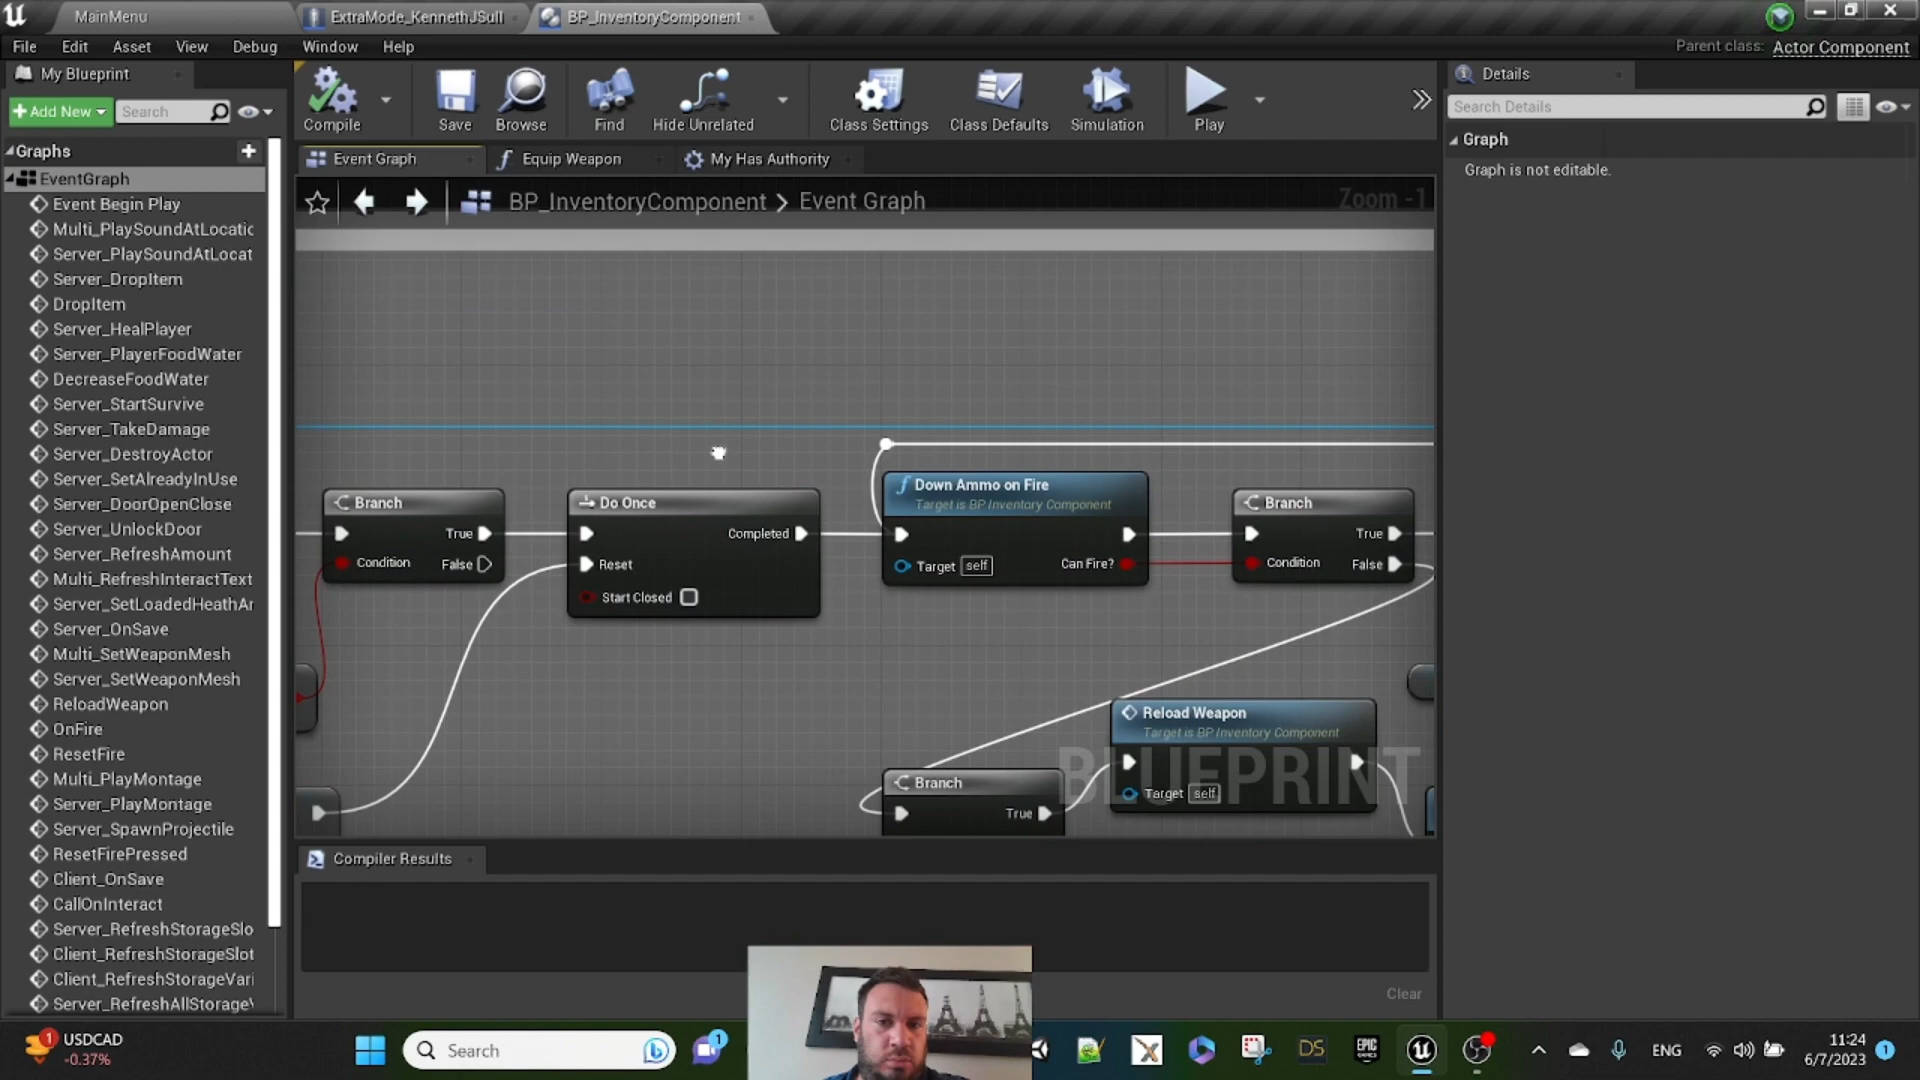 MainMenu
ExtraMode_KennethJSull
BP_InventoryComponent
File Edit Asset View Debug Window Help
Parent class: Actor Component
My Blueprint
Add New
Search
Compile
Save
Browse
Find
Hide Unrelated
Class Settings
Class Defaults
Simulation
Play
Details
Search Details
Graph
Graph is not editable.
Graphs
EventGraph
Event Begin Play
Multi_PlaySoundAtLocatic
Server_PlaySoundAtLocat
Server_DropItem
DropItem
Server_HealPlayer
Server_PlayerFoodWater
DecreaseFoodWater
Server_StartSurvive
Server_TakeDamage
Server_DestroyActor
Server_SetAlreadyInUse
Server_DoorOpenClose
Server_UnlockDoor
Server_RefreshAmount
Multi_RefreshInteractText
Server_SetLoadedHeathAr
Server_OnSave
Multi_SetWeaponMesh
Server_SetWeaponMesh
ReloadWeapon
OnFire
ResetFire
Multi_PlayMontage
Server_PlayMontage
Server_SpawnProjectile
ResetFirePressed
Client_OnSave
CallOnInteract
Server_RefreshStorageSlo
Client_RefreshStorageSlot
Client_RefreshStorageVari
Server_RefreshAllStorageV
Event Graph
Equip Weapon
My Has Authority
BP_InventoryComponent > Event Graph
Zoom -1
Branch
True
Condition
False
Do Once
Completed
Reset
Start Closed
Down Ammo on Fire
Target is BP Inventory Component
Target self
Can Fire?
Branch
True
Condition
False
Reload Weapon
Target is BP Inventory Component
Target self
Branch
True
BLUEPRINT
Compiler Results
Clear
1
USDCAD
-0.37%
Search
1
DS
EPIC GAMES
ENG
11:24
6/7/2023
1